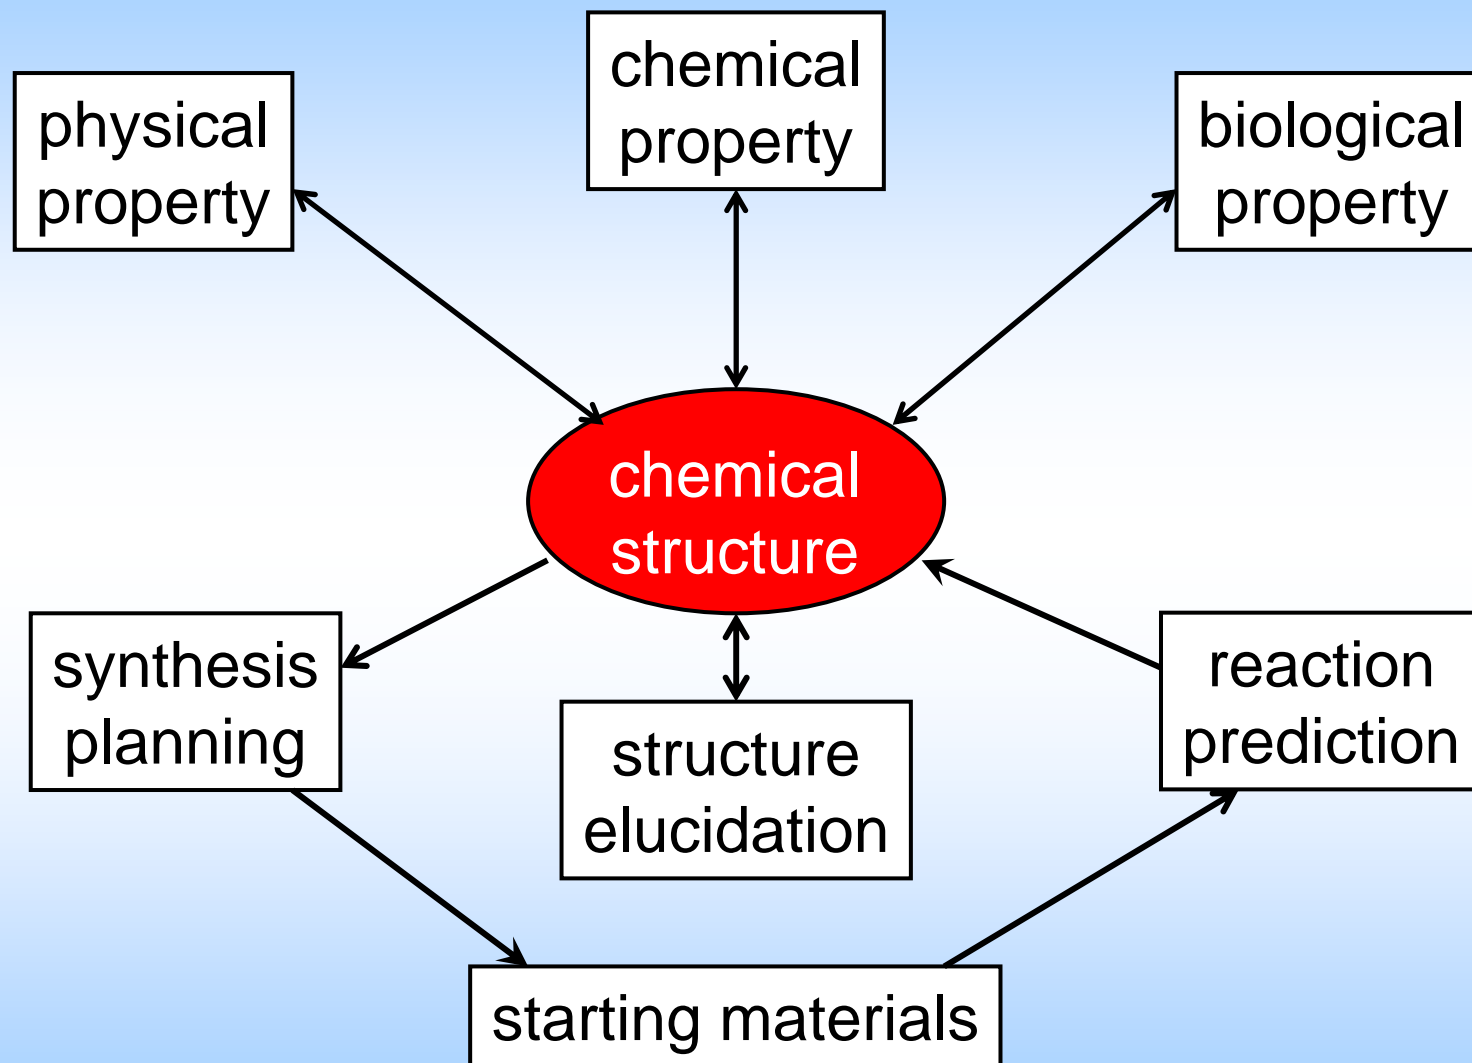 chemical
property
physical
property
biological
property
chemical
structure
synthesis
planning
structure
elucidation
reaction
prediction
starting materials